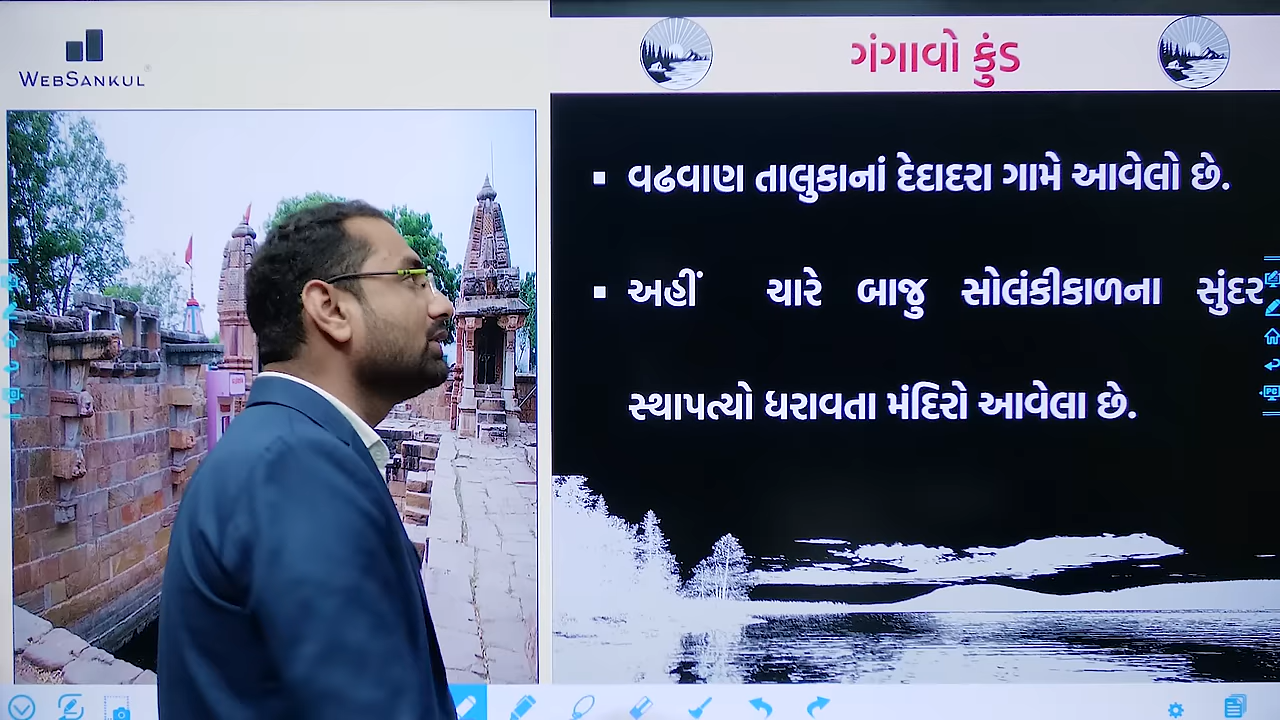 WEBSANKUL
ગંગાવો કુંડ
▪ વઢવાણ તાલુકાનાં દેદાદરા ગામે આવેલો છે.
▪ અહીં ચારે બાજુ સોલંકીકાળના સુંદર
સ્થાપત્યો ધરાવતા મંદિરો આવેલા છે.